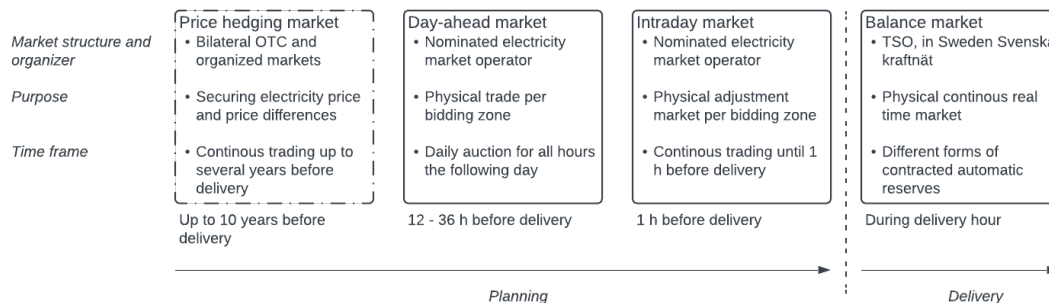 Market structure and
organizer
Purpose
Time frame
Price hedging market
• Bilateral OTC and
organized markets
• Securing electricity price
and price differences
• Continous trading up to
several years before
delivery
Up to 10 years before
delivery
Day-ahead market
• Nominated electricity
market operator
• Physical trade per
bidding zone
• Daily auction for all hours
the following day
12 - 36 h before delivery
Intraday market
• Nominated electricity
market operator
• Physical adjustment
market per bidding zone
• Continous trading until 1
h before delivery
1 h before delivery
Balance market
• TSO, in Sweden Svenska
kraftnät
• Physical continous real
time market
• Different forms of
contracted automatic
reserves
During delivery hour
Planning
Delivery